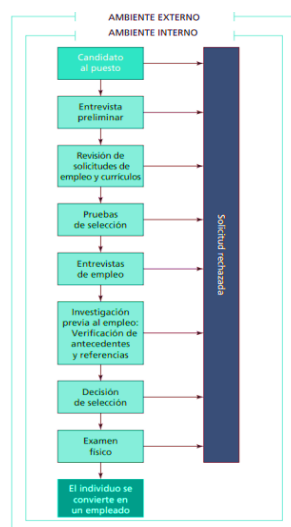 AMBIENTE EXTERNO
AMBIENTE INTERNO
Candidato
al puesto
Entrevista
preliminar
Revisión de
solicitudes de
empleo y currículos
Pruebas
de selección
Entrevistas
de empleo
Investigación
previa al empleo:
Verificación de
antecedentes
y referencias
Decisión
de selección
Examen
físico
El individuo se
convierte en
un empleado
Solicitud rechazada